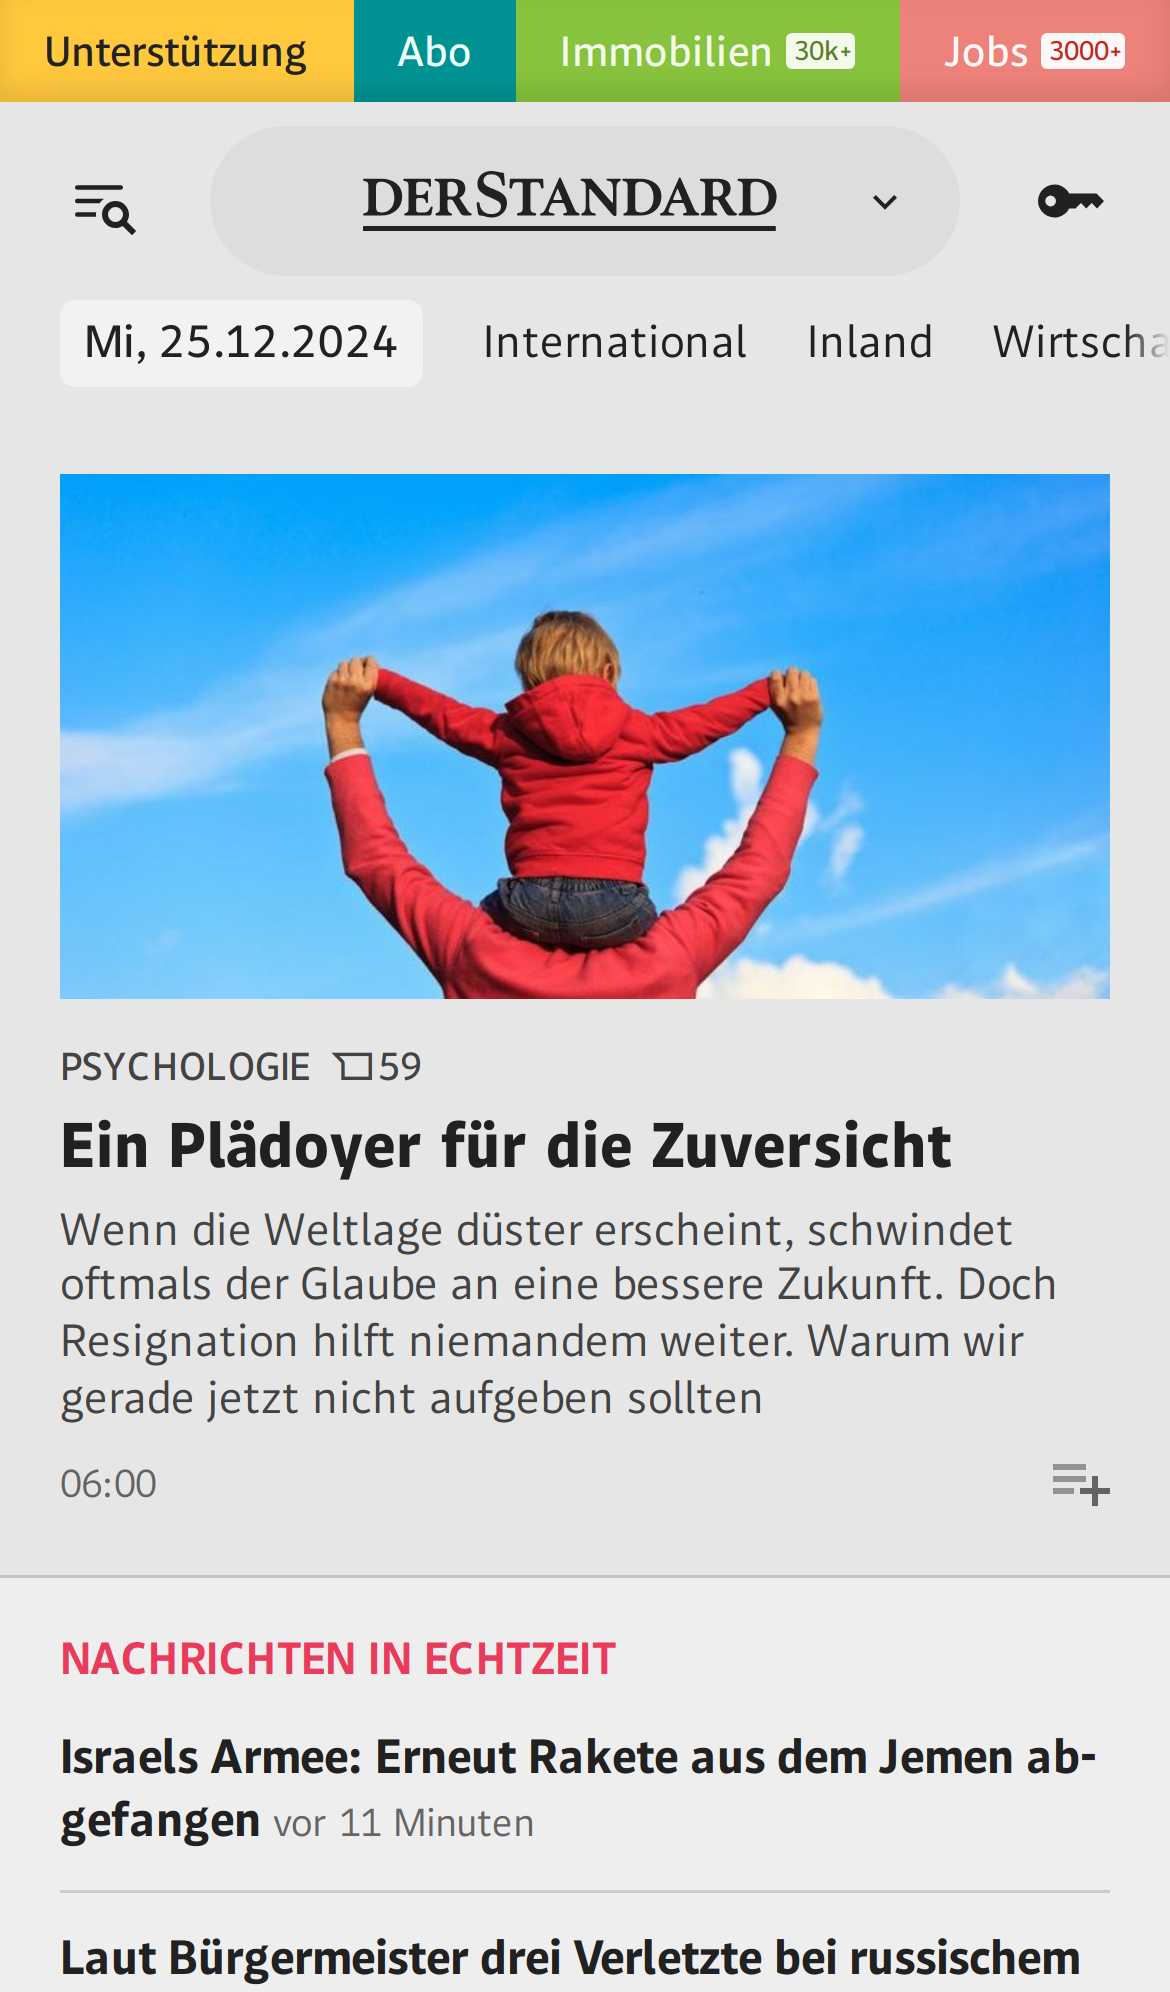 Unterstützung Abo Immobilien 30k+ Jobs 3000+
DERSTANDARD
Mi, 25.12.2024 International Inland Wirtscha
PSYCHOLOGIE 59
Ein Plädoyer für die Zuversicht
Wenn die Weltlage düster erscheint, schwindet
oftmals der Glaube an eine bessere Zukunft. Doch
Resignation hilft niemandem weiter. Warum wir
gerade jetzt nicht aufgeben sollten
06:00
NACHRICHTEN IN ECHTZEIT
Israels Armee: Erneut Rakete aus dem Jemen ab-
gefangen vor 11 Minuten
Laut Bürgermeister drei Verletzte bei russischem